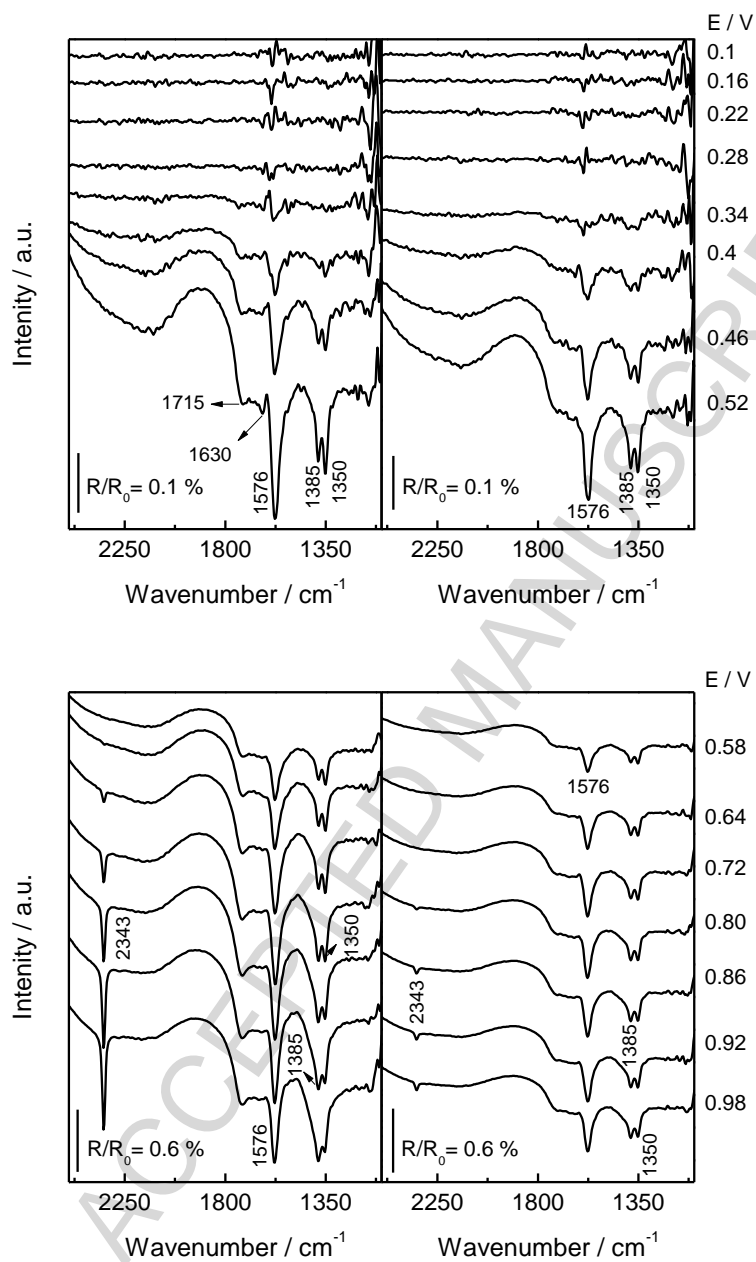 E / V
0.1
0.16
0.22
0.28
0.34
0.4
0.46
0.52
Intenity / a.u.
1715
1630
1576
1385
1350
R/R0= 0.1 %
1576
1385
1350
R/R0= 0.1 %
2250 1800 1350
2250 1800 1350
Wavenumber / cm-1
Wavenumber / cm-1
E / V
0.58
0.64
0.72
0.80
0.86
0.92
0.98
Intenity / a.u.
2343
1350
1385
1576
R/R0= 0.6 %
1576
2343
1385
1350
R/R0= 0.6 %
2250 1800 1350
2250 1800 1350
Wavenumber / cm-1
Wavenumber / cm-1
ACCEPTED MANUSCRIPT